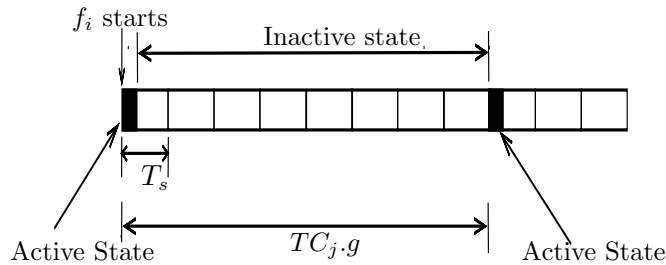 f_i starts
Inactive state
T_s
TC_j.g
Active State
Active State